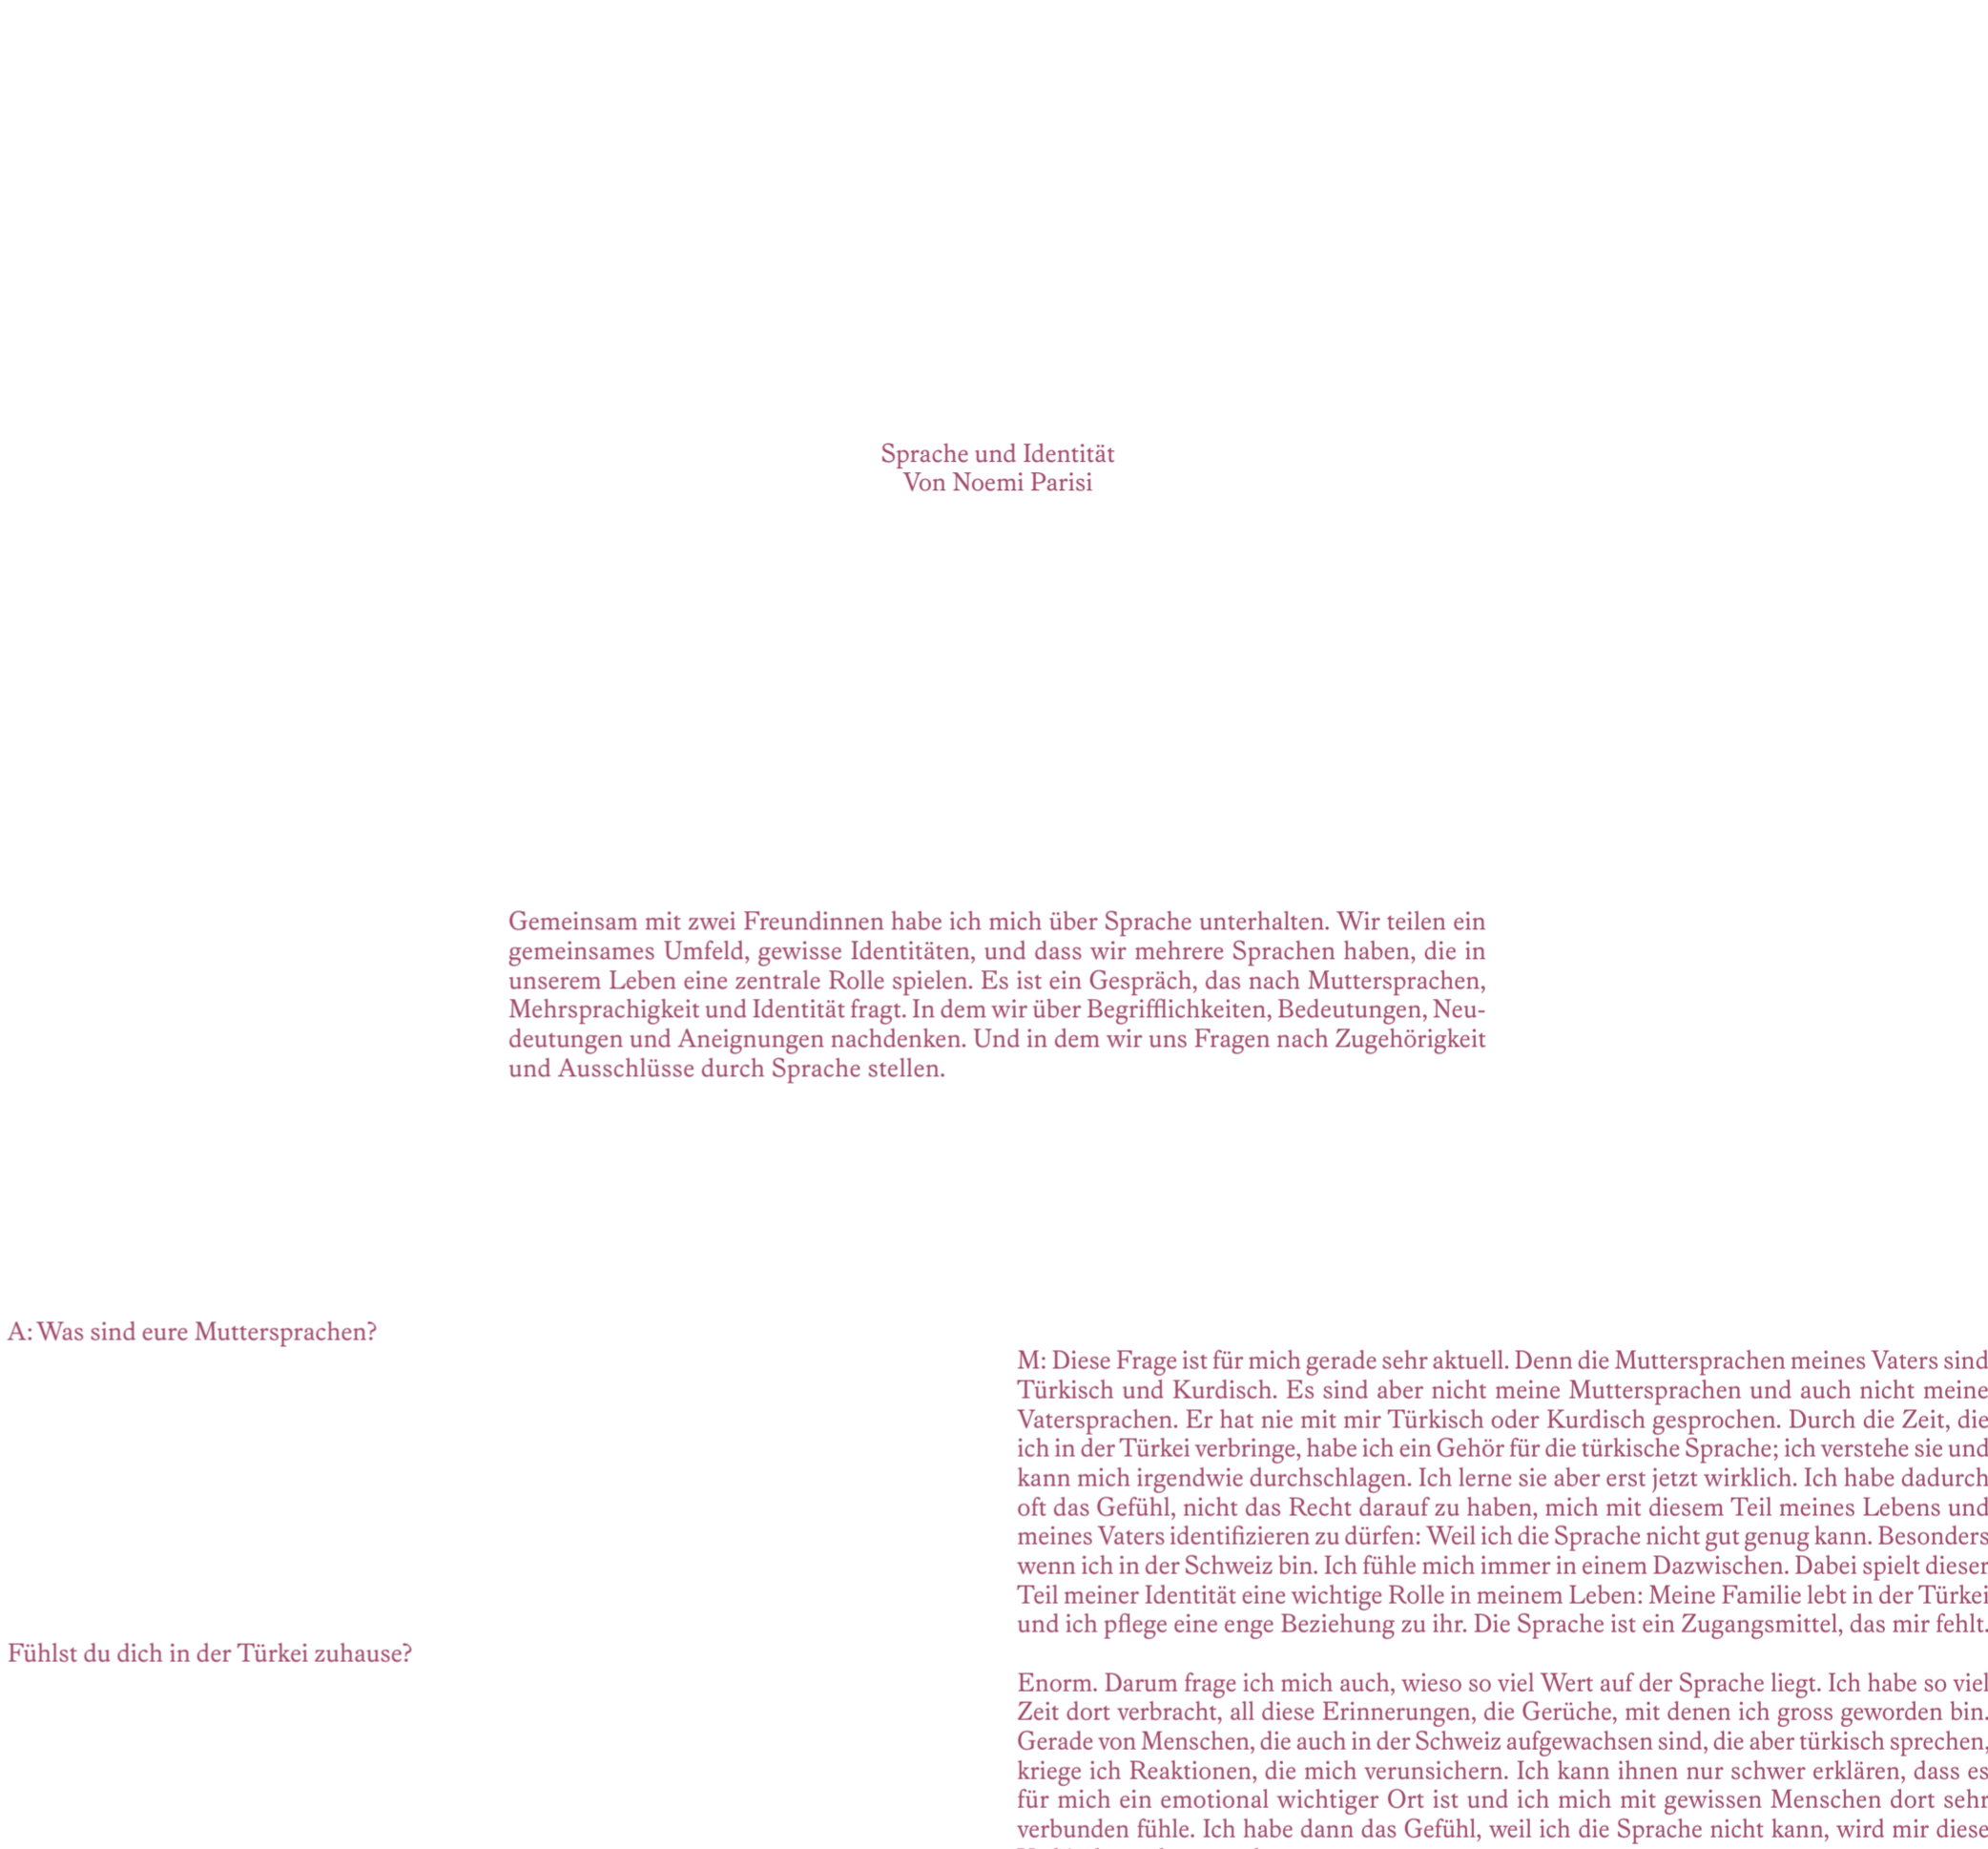 Sprache und Identität
Von Noemi Parisi
Gemeinsam mit zwei Freundinnen habe ich mich über Sprache unterhalten. Wir teilen ein
gemeinsames Umfeld, gewisse Identitäten, und dass wir mehrere Sprachen haben, die in
unserem Leben eine zentrale Rolle spielen. Es ist ein Gespräch, das nach Muttersprachen,
Mehrsprachigkeit und Identität fragt. In dem wir über Begrifflichkeiten, Bedeutungen, Neu-
deutungen und Aneignungen nachdenken. Und in dem wir uns Fragen nach Zugehörigkeit
und Ausschlüsse durch Sprache stellen.
A: Was sind eure Muttersprachen?
M: Diese Frage ist für mich gerade sehr aktuell. Denn die Muttersprachen meines Vaters sind
Türkisch und Kurdisch. Es sind aber nicht meine Muttersprachen und auch nicht meine
Vatersprachen. Er hat nie mit mir Türkisch oder Kurdisch gesprochen. Durch die Zeit, die
ich in der Türkei verbringe, habe ich ein Gehör für die türkische Sprache; ich verstehe sie und
kann mich irgendwie durchschlagen. Ich lerne sie aber erst jetzt wirklich. Ich habe dadurch
oft das Gefühl, nicht das Recht darauf zu haben, mich mit diesem Teil meines Lebens und
meines Vaters identifizieren zu dürfen: Weil ich die Sprache nicht gut genug kann. Besonders
wenn ich in der Schweiz bin. Ich fühle mich immer in einem Dazwischen. Dabei spielt dieser
Teil meiner Identität eine wichtige Rolle in meinem Leben: Meine Familie lebt in der Türkei
und ich pflege eine enge Beziehung zu ihr. Die Sprache ist ein Zugangsmittel, das mir fehlt.
Fühlst du dich in der Türkei zuhause?
Enorm. Darum frage ich mich auch, wieso so viel Wert auf der Sprache liegt. Ich habe so viel
Zeit dort verbracht, all diese Erinnerungen, die Gerüche, mit denen ich gross geworden bin.
Gerade von Menschen, die auch in der Schweiz aufgewachsen sind, die aber türkisch sprechen,
kriege ich Reaktionen, die mich verunsichern. Ich kann ihnen nur schwer erklären, dass es
für mich ein emotional wichtiger Ort ist und ich mich mit gewissen Menschen dort sehr
verbunden fühle. Ich habe dann das Gefühl, weil ich die Sprache nicht kann, wird mir diese